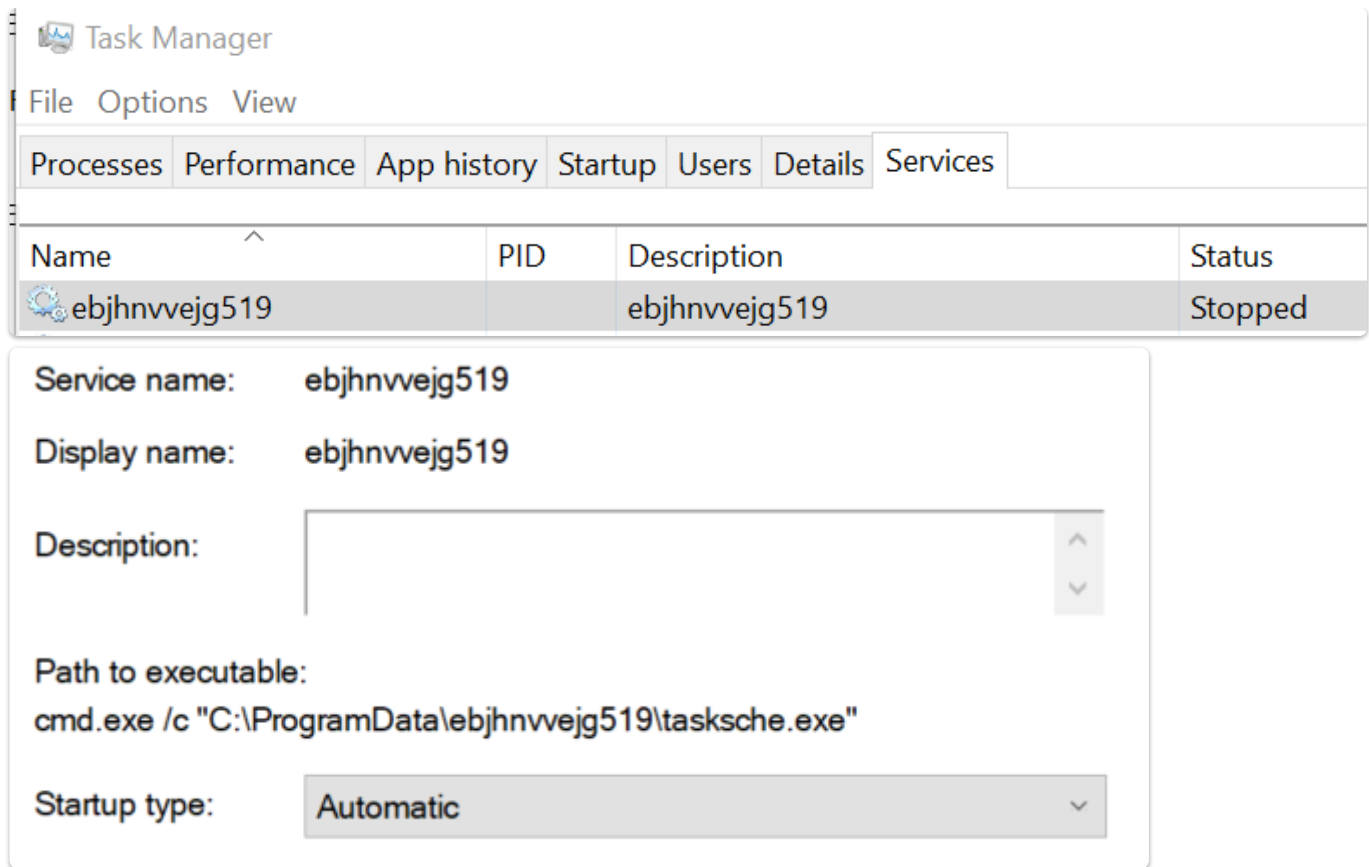 Task Manager
File Options View
Processes Performance App history Startup Users Details Services
Name PID Description Status
ebjhnvvejg519 ebjhnvvejg519 Stopped
Service name: ebjhnvvejg519
Display name: ebjhnvvejg519
Description:
Path to executable:
cmd.exe /c "C:\ProgramData\ebjhnvvejg519\tasksche.exe"
Startup type: Automatic